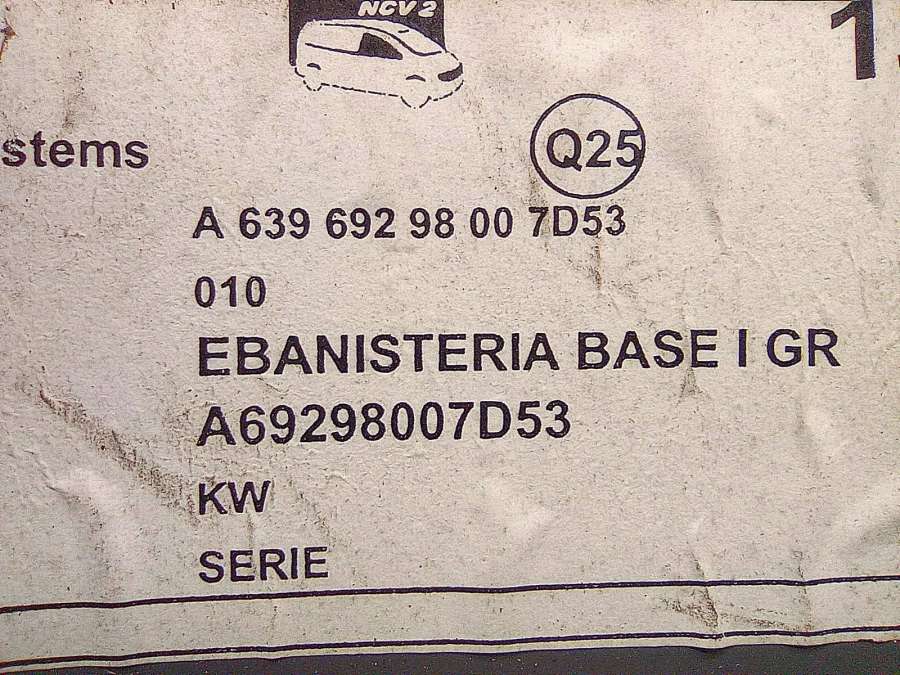 NCV 2
1
stems
Q25
A 639 692 98 00 7D53
010
EBANISTERIA BASE I GR
A69298007D53
KW
SERIE